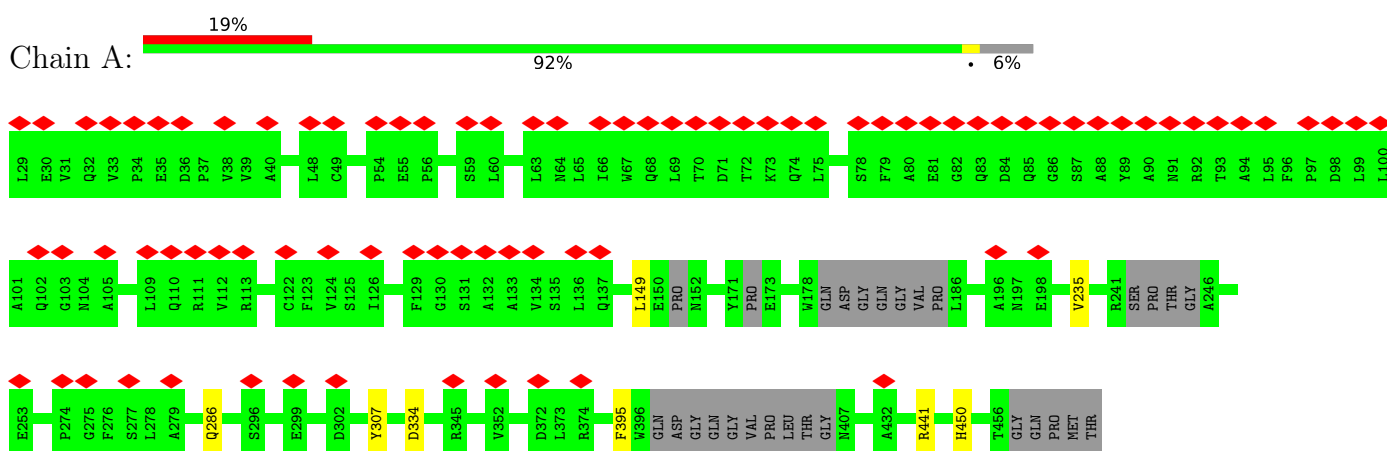 19%
Chain A:
92% • 6%
L29 E30 V31 Q32 V33 P34 E35 D36 P37 V38 V39 A40 L48 C49 P54 E55 P56 S59 L60 L63 N64 L65 I66 W67 Q68 L69 T70 D71 T72 K73 Q74 L75 S78 F79 A80 E81 G82 Q83 D84 Q85 G86 S87 A88 Y89 A90 N91 R92 T93 A94 L95 F96 P97 D98 L99 L100
A101 Q102 G103 N104 A105 L109 Q110 R111 V112 R113 C122 F123 V124 S125 I126 F129 G130 S131 A132 A133 V134 S135 L136 Q137 L149 E150 PRO N152 Y171 PRO E173 W178 GLN ASP GLY GLN GLY VAL PRO L186 A196 N197 E198 V235 R241 SER PRO THR GLY A246
E253 P274 G275 F276 S277 L278 A279 Q286 S296 E299 D302 Y307 D334 R345 V352 D372 L373 R374 F395 W396 GLN ASP GLY GLN GLY VAL PRO LEU THR GLY N407 A432 R441 H450 T456 GLY GLN PRO MET THR